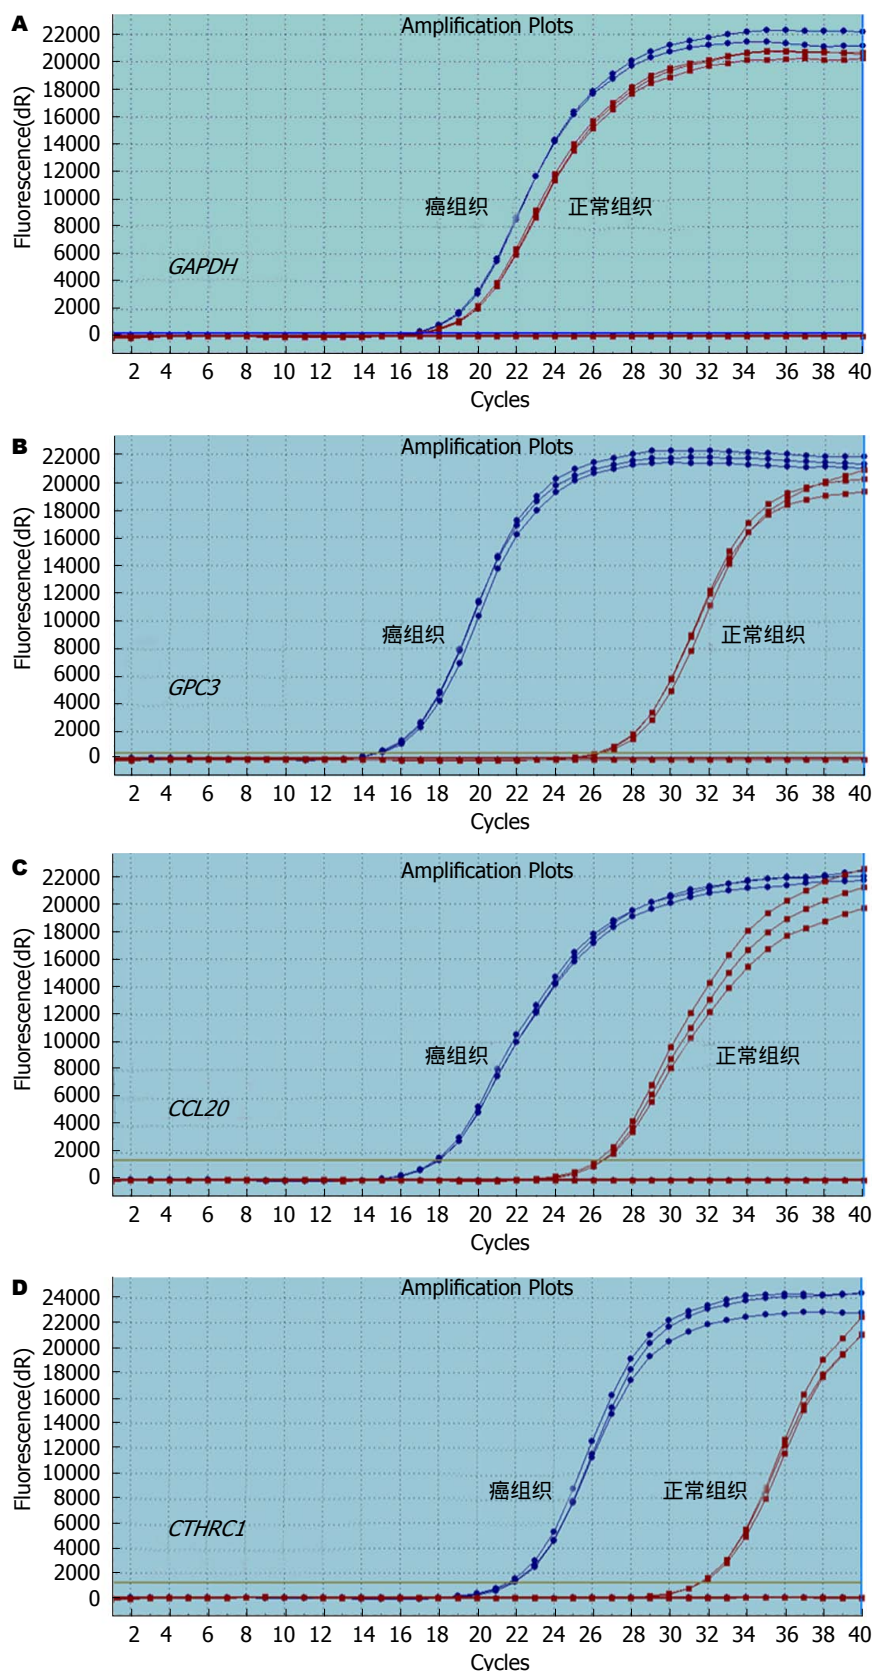 A
Amplification Plots
Fluorescence(dR)
22000
20000
18000
16000
14000
12000
10000
8000
6000
4000
2000
0
癌组织 正常组织
GAPDH
2 4 6 8 10 12 14 16 18 20 22 24 26 28 30 32 34 36 38 40
Cycles
B
Amplification Plots
Fluorescence(dR)
22000
20000
18000
16000
14000
12000
10000
8000
6000
4000
2000
0
癌组织 正常组织
GPC3
2 4 6 8 10 12 14 16 18 20 22 24 26 28 30 32 34 36 38 40
Cycles
C
Amplification Plots
Fluorescence(dR)
22000
20000
18000
16000
14000
12000
10000
8000
6000
4000
2000
0
癌组织 正常组织
CCL20
2 4 6 8 10 12 14 16 18 20 22 24 26 28 30 32 34 36 38 40
Cycles
D
Amplification Plots
Fluorescence(dR)
24000
22000
20000
18000
16000
14000
12000
10000
8000
6000
4000
2000
0
癌组织 正常组织
CTHRC1
2 4 6 8 10 12 14 16 18 20 22 24 26 28 30 32 34 36 38 40
Cycles